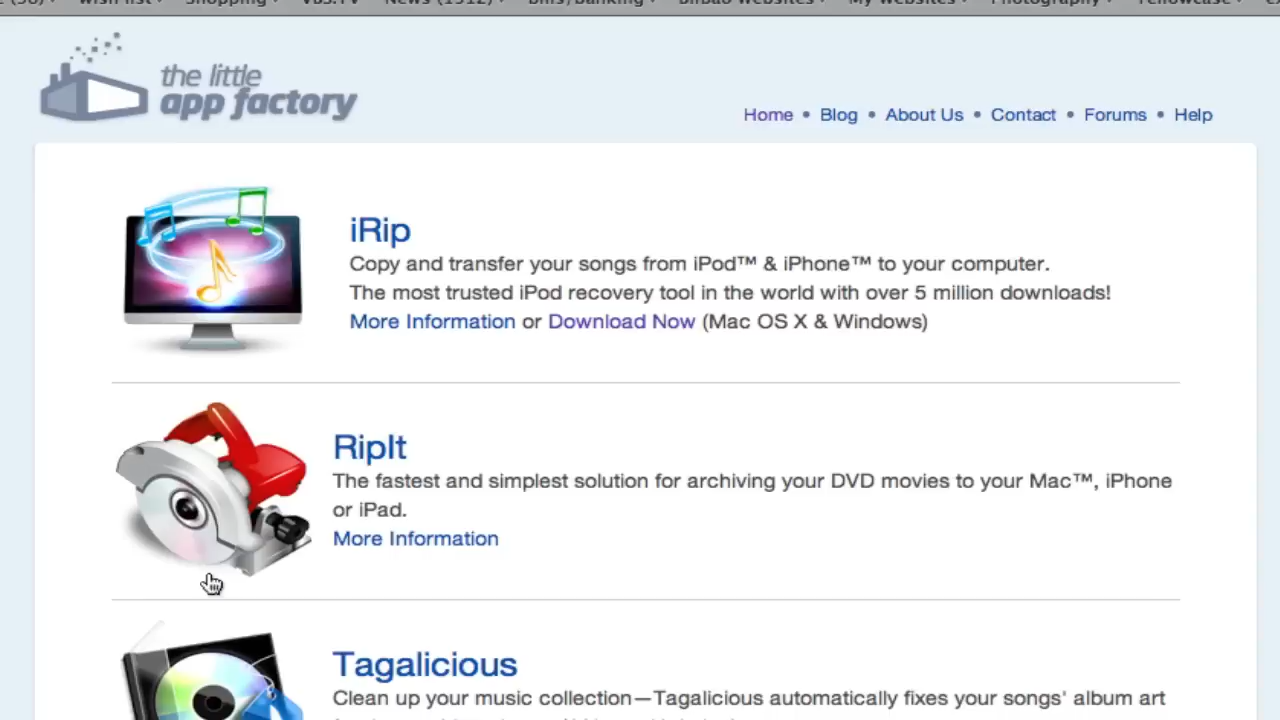 the little
app factory
Home • Blog • About Us • Contact • Forums • Help
iRip
Copy and transfer your songs from iPod™ & iPhone™ to your computer.
The most trusted iPod recovery tool in the world with over 5 million downloads!
More Information or Download Now (Mac OS X & Windows)
RipIt
The fastest and simplest solution for archiving your DVD movies to your Mac™, iPhone
or iPad.
More Information
Tagalicious
Clean up your music collection—Tagalicious automatically fixes your songs' album art